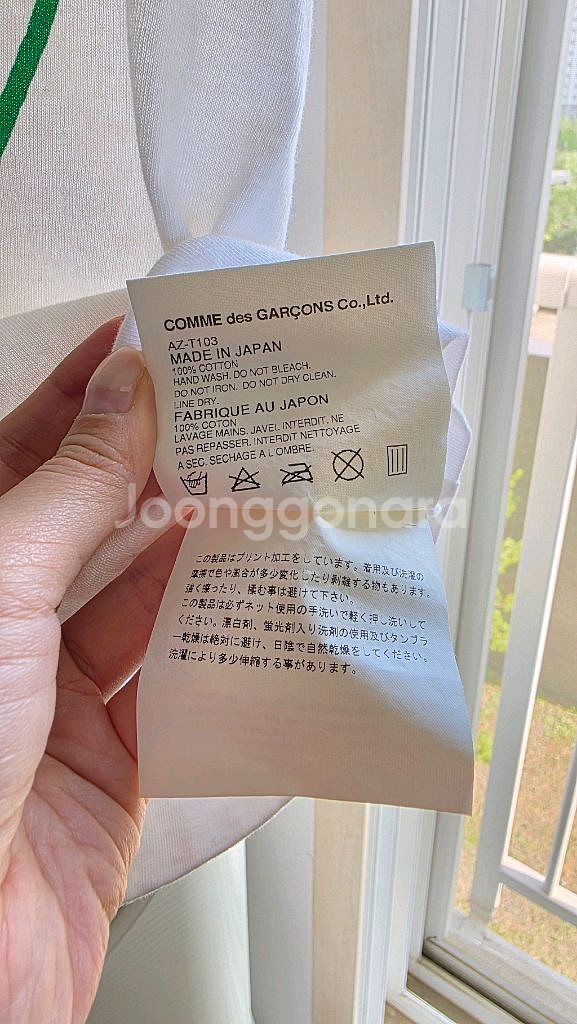 COMME des GARÇONS Co.,Ltd.
AZ-T103
MADE IN JAPAN
100% COTTON
HAND WASH. DO NOT BLEACH.
DO NOT IRON. DO NOT DRY CLEAN.
LINE DRY.
FABRIQUE AU JAPON
100% COTON
LAVAGE MAINS. JAVEL INTERDIT. NE
PAS REPASSER. INTERDIT NETTOYAGE
A SEC. SECHAGE A L'OMBRE.
Joonggonara
この製品はプリント加工をしています。着用及び洗濯の
摩擦で色や風合が多少変化したり剥離する物もあります。
強く擦ったり、揉む事は避けて下さい。
この製品は必ずネット使用の手洗いで軽く押し洗いして
ください。漂白剤、蛍光剤入り洗剤の使用及びタンブラ
ー乾燥は絶対に避け、日陰で自然乾燥をしてください。
洗濯により多少伸縮する事があります。